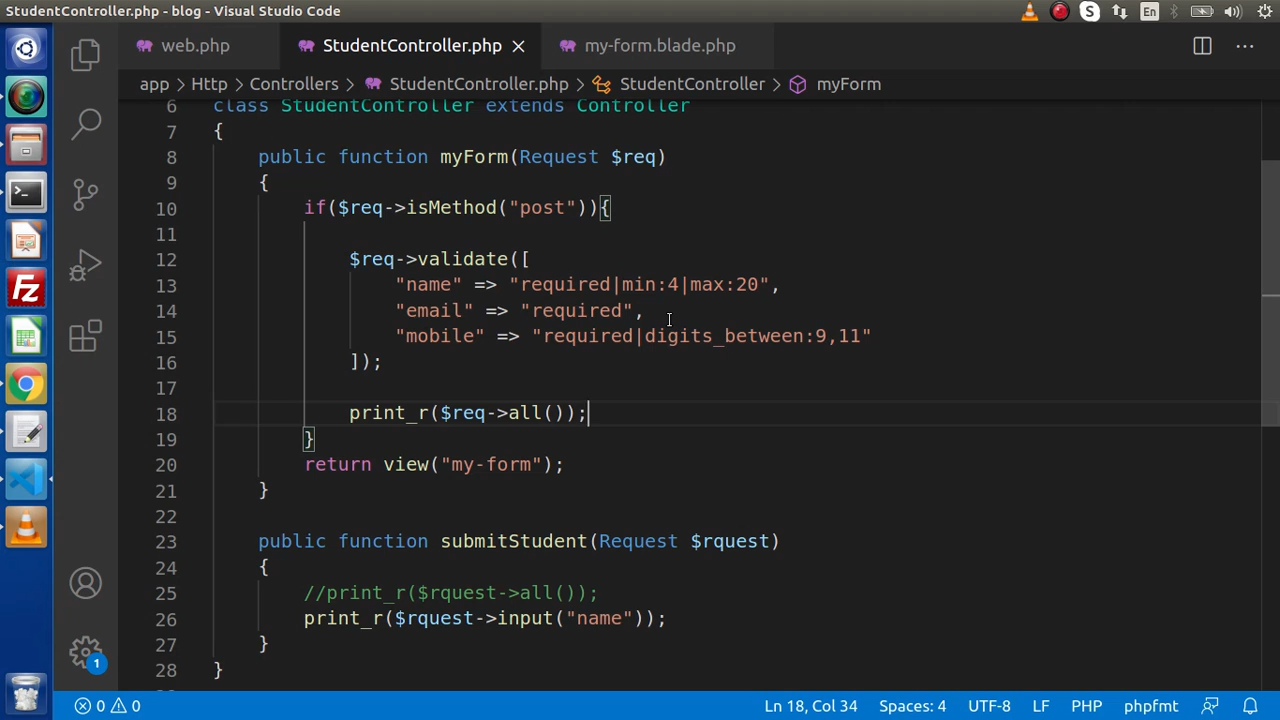 StudentController.php - blog - Visual Studio Code
En
web.php
StudentController.php
my-form.blade.php
app > Http > Controllers > StudentController.php > StudentController > myForm
6 class StudentController extends Controller
7 {
8 public function myForm(Request $req)
9 {
10 if($req->isMethod("post")){
11
12 $req->validate([
13 "name" => "required|min:4|max:20",
14 "email" => "required",
15 "mobile" => "required|digits_between:9,11"
16 ]);
17
18 print_r($req->all());
19 }
20 return view("my-form");
21 }
22
23 public function submitStudent(Request $rquest)
24 {
25 //print_r($rquest->all());
26 print_r($rquest->input("name"));
27 }
28 }
1
0 0 Ln 18, Col 34 Spaces: 4 UTF-8 LF PHP phpfmt